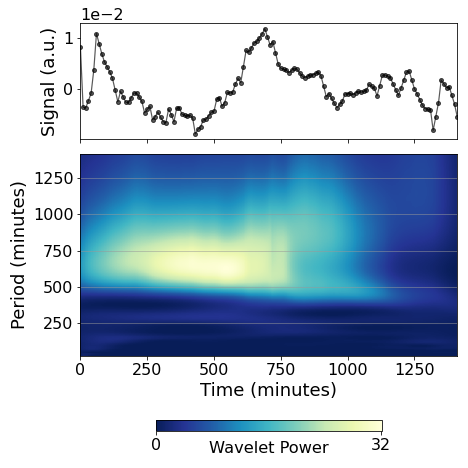 1e−2
1
0
Signal (a.u.)
1250
1000
750
500
250
Period (minutes)
0 250 500 750 1000 1250
Time (minutes)
0 32
Wavelet Power